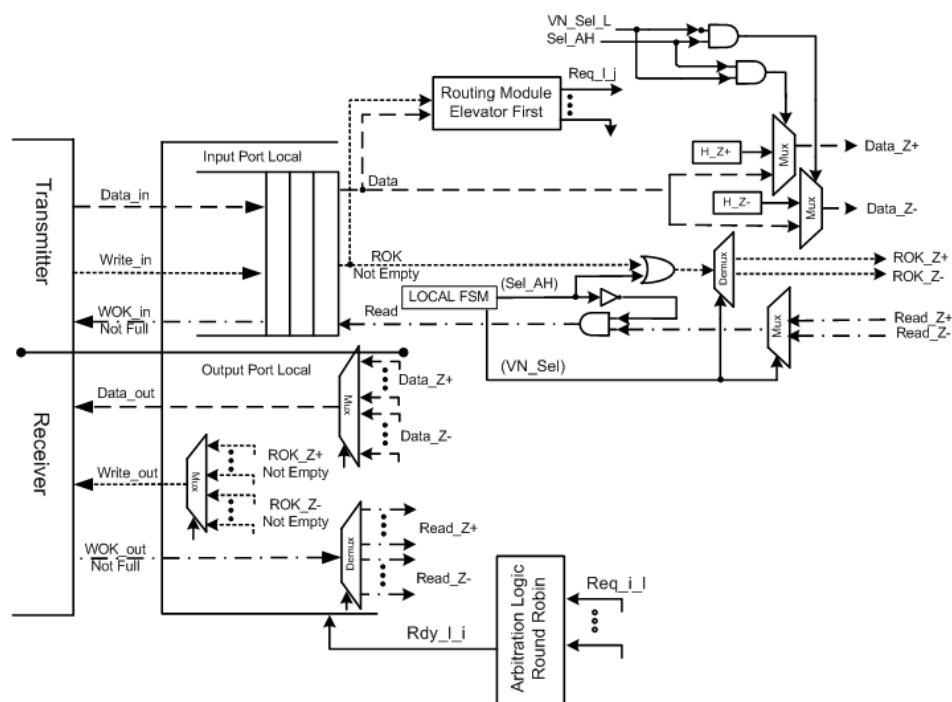 VN_Sel_L
Sel_AH
Req_l_j
Routing Module
Elevator First
Input Port Local
Transmitter
Data_in
Data
H_Z+
Mux
Data_Z+
H_Z-
Mux
Data_Z-
Write_in
ROK
Not Empty
Demux
ROK_Z+
ROK_Z-
LOCAL FSM
(Sel_AH)
WOK_in
Not Full
Read
Mux
Read_Z+
Read_Z-
(VN_Sel)
Output Port Local
Receiver
Data_out
Mux
Data_Z+
Data_Z-
Write_out
Mux
ROK_Z+
Not Empty
ROK_Z-
Not Empty
WOK_out
Not Full
Demux
Read_Z+
Read_Z-
Arbitration Logic
Round Robin
Req_i_l
Rdy_l_i